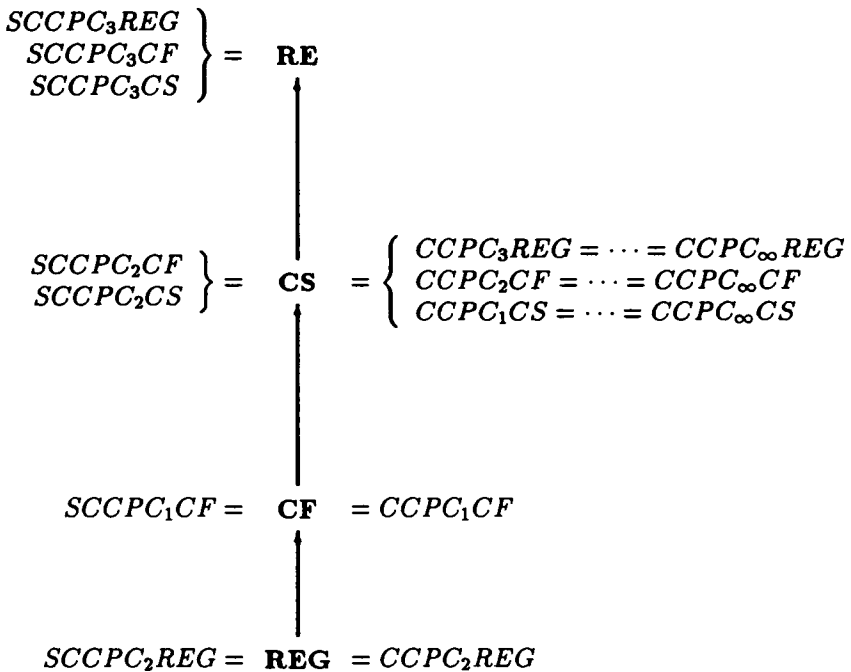 SCCPC₃REG
SCCPC₃CF
SCCPC₃CS
} = RE
SCCPC₂CF
SCCPC₂CS
} = CS = {
CCPC₃REG = ··· = CCPC∞REG
CCPC₂CF = ··· = CCPC∞CF
CCPC₁CS = ··· = CCPC∞CS
SCCPC₁CF = CF = CCPC₁CF
SCCPC₂REG = REG = CCPC₂REG